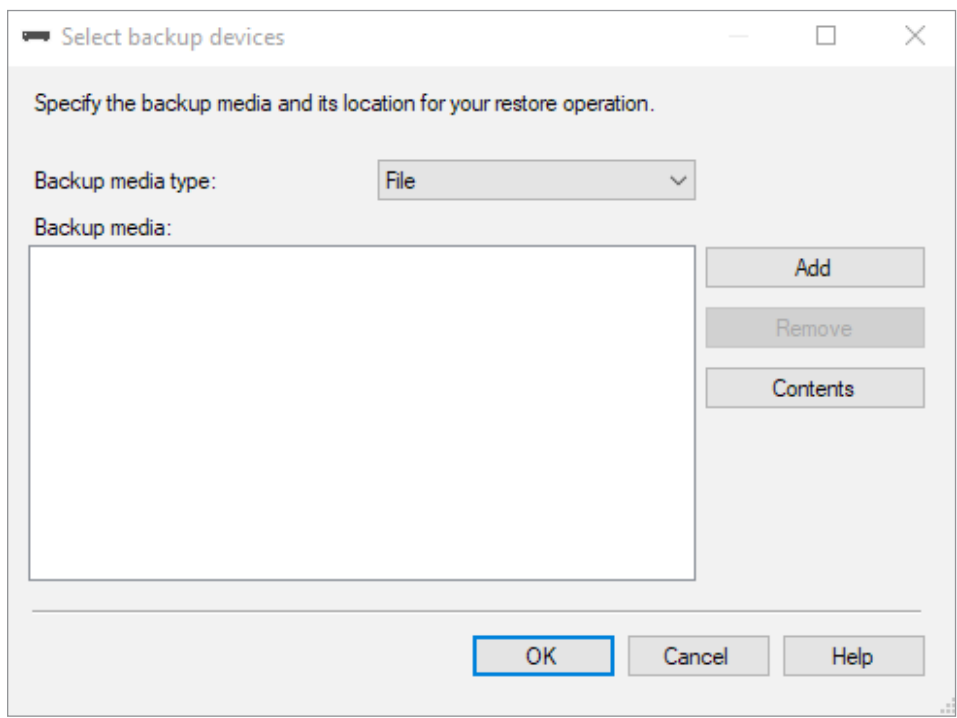 Select backup devices
Specify the backup media and its location for your restore operation.
Backup media type:
File
Backup media:
Add
Remove
Contents
OK
Cancel
Help